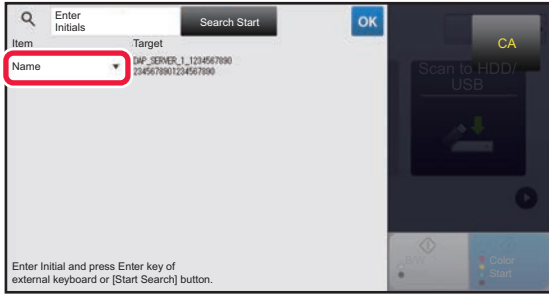 Enter
Initials
Search Start
OK
CA
Item
Target
Name
DAP_SERVER_1_1234567890
2345678901234567890
Scan to HDD/
USB
B/W
Color
Start
Enter Initial and press Enter key of
external keyboard or [Start Search] button.